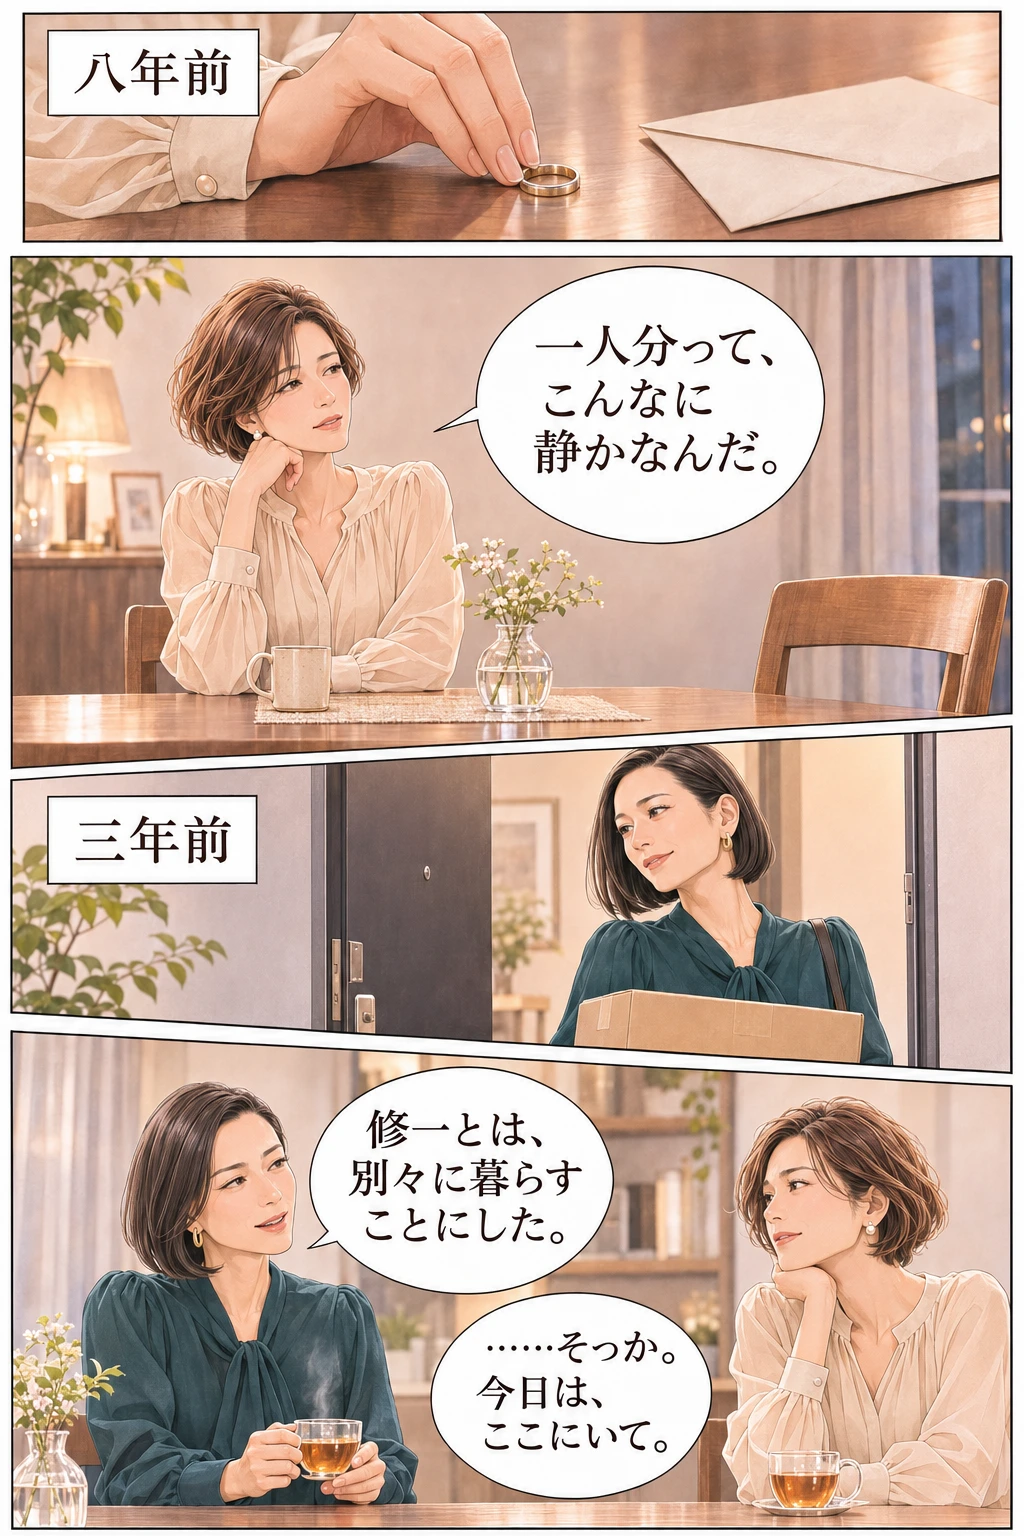 八年前
一人分って、
こんなに
静かなんだ。
三年前
修一とは、
別々に暮らす
ことにした。
……そっか。
今日は、
ここにいて。